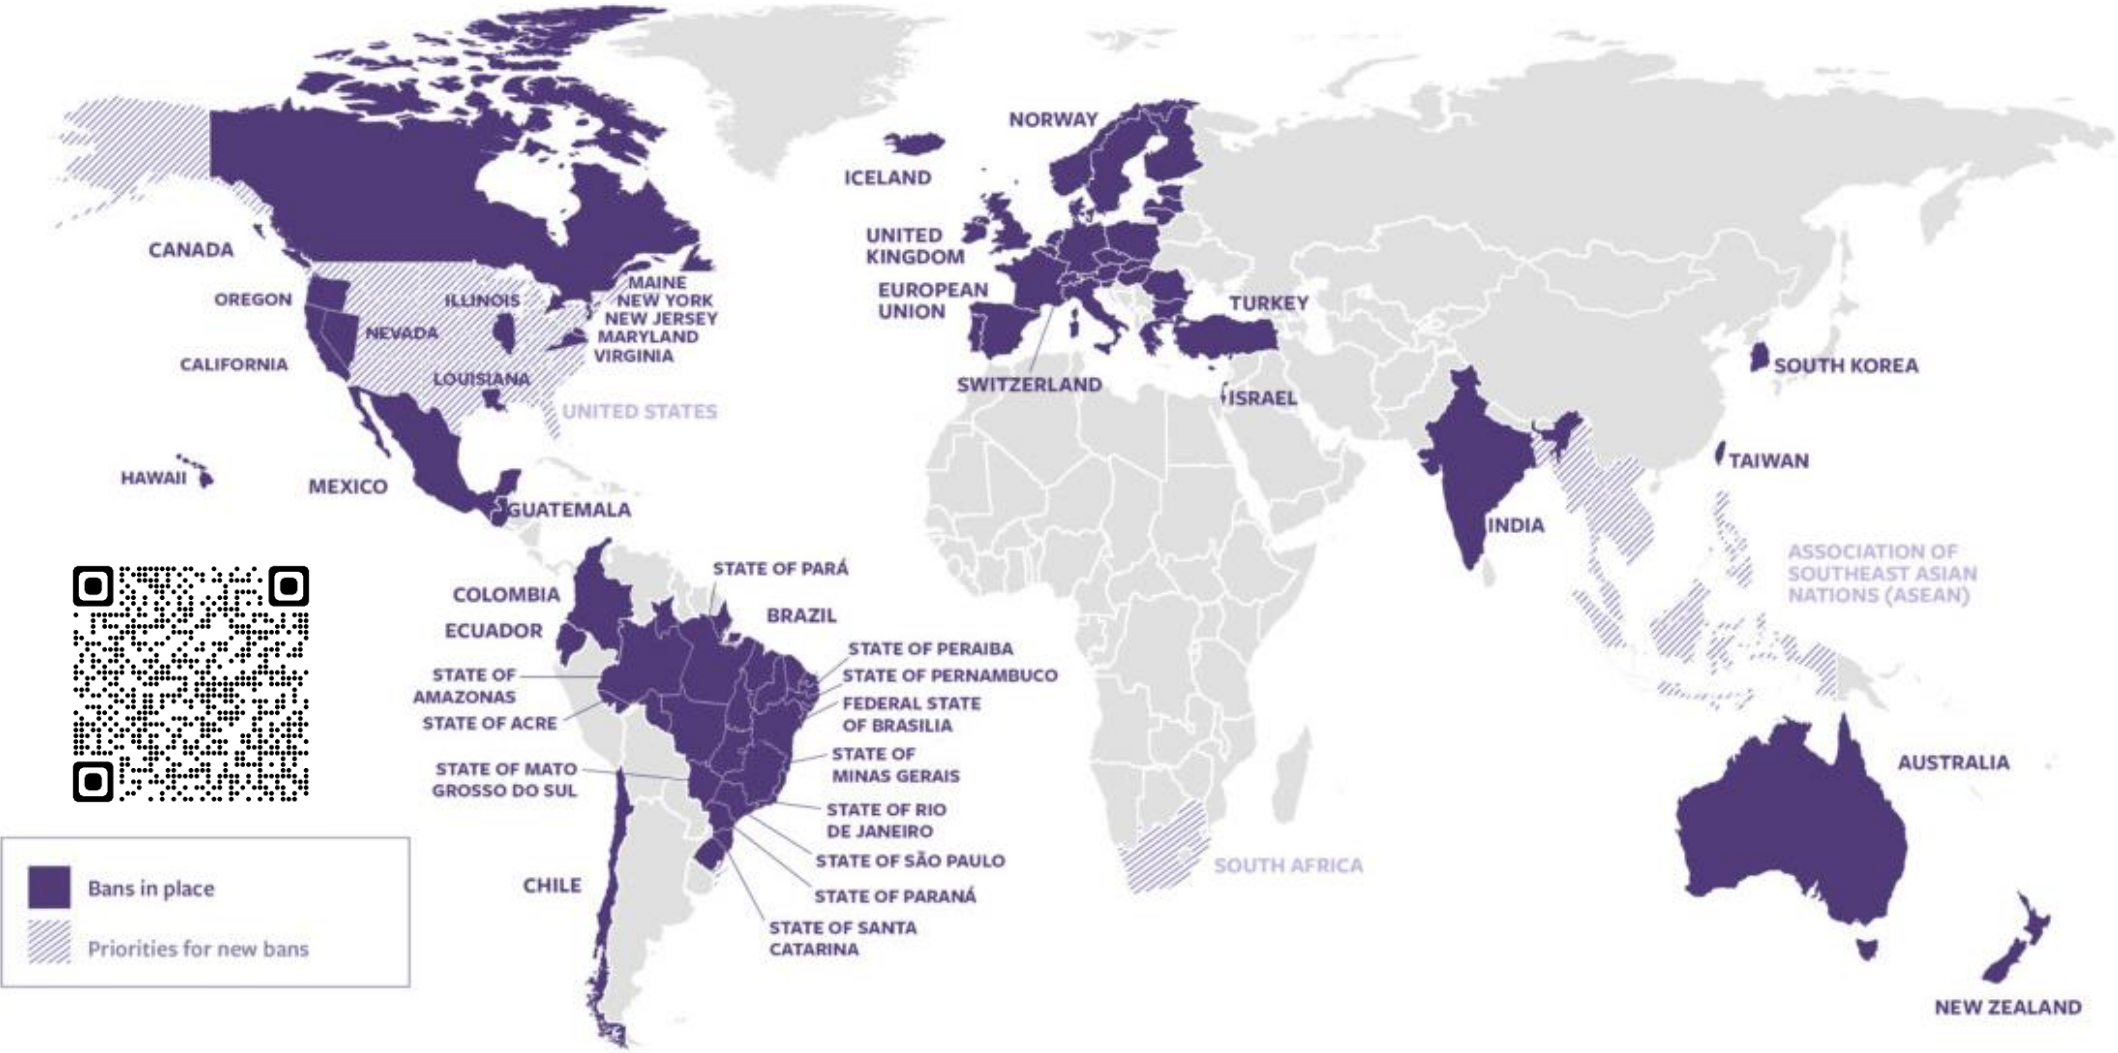 NORWAY
ICELAND
UNITED
KINGDOM
EUROPEAN
UNION
TURKEY
SWITZERLAND
ISRAEL
CANADA
OREGON
ILLINOIS
MAINE
NEW YORK
NEW JERSEY
MARYLAND
VIRGINIA
NEVADA
CALIFORNIA
LOUISIANA
UNITED STATES
HAWAII
MEXICO
GUATEMALA
SOUTH KOREA
TAIWAN
INDIA
ASSOCIATION OF
SOUTHEAST ASIAN
NATIONS (ASEAN)
COLOMBIA
ECUADOR
STATE OF PARÁ
BRAZIL
STATE OF PERAIBA
STATE OF PERNAMBUCO
FEDERAL STATE
OF BRASILIA
STATE OF
MINAS GERAIS
STATE OF RIO
DE JANEIRO
STATE OF SÃO PAULO
STATE OF PARANÁ
STATE OF SANTA
CATARINA
STATE OF
AMAZONAS
STATE OF ACRE
STATE OF MATO
GROSSO DO SUL
CHILE
SOUTH AFRICA
AUSTRALIA
NEW ZEALAND
Bans in place
Priorities for new bans